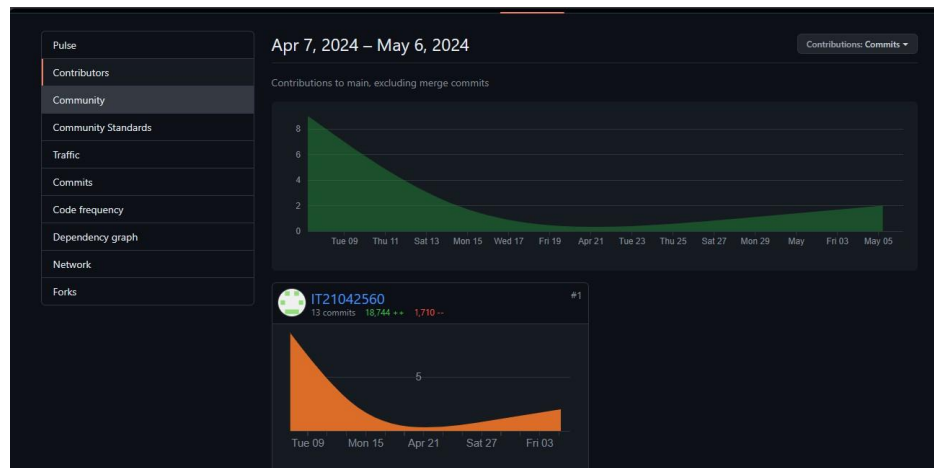 Pulse
Contributors
Community
Community Standards
Traffic
Commits
Code frequency
Dependency graph
Network
Forks
Apr 7, 2024 – May 6, 2024
Contributions: Commits
Contributions to main, excluding merge commits
8
6
4
2
0
Tue 09 Thu 11 Sat 13 Mon 15 Wed 17 Fri 19 Apr 21 Tue 23 Thu 25 Sat 27 Mon 29 May Fri 03 May 05
IT21042560 #1
13 commits 18,744 ++ 1,710 --
5
Tue 09 Mon 15 Apr 21 Sat 27 Fri 03